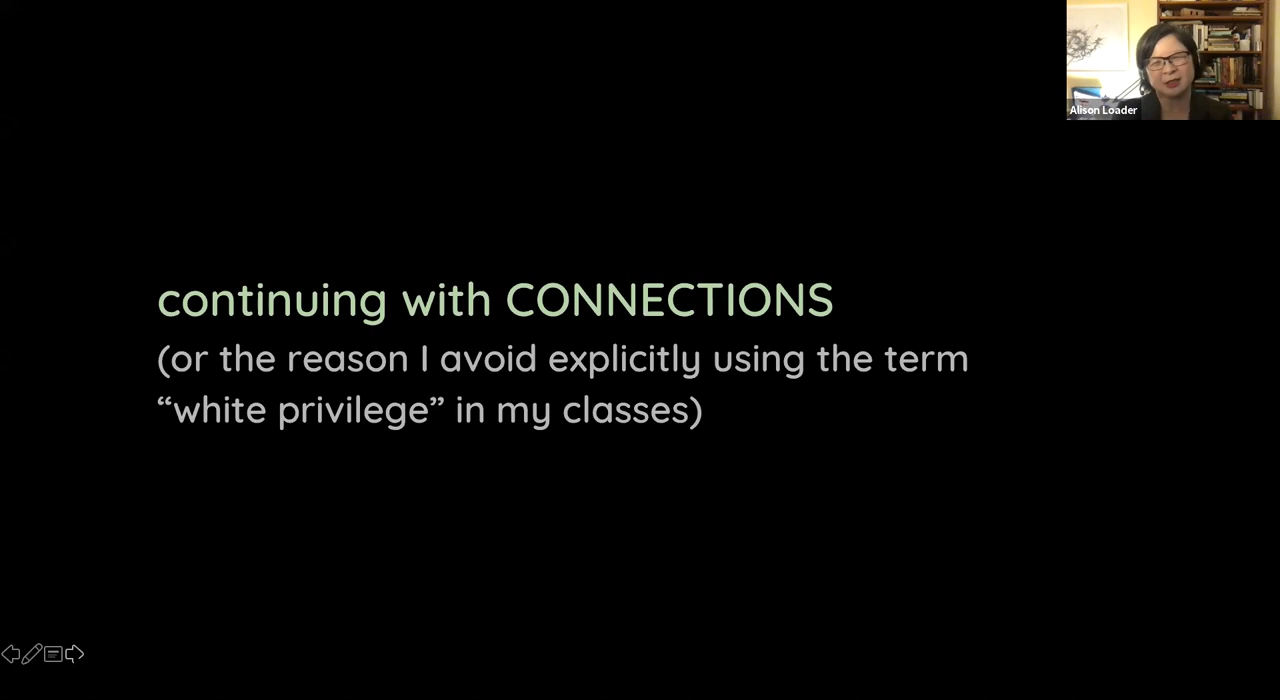 Alison Loader
continuing with CONNECTIONS
(or the reason I avoid explicitly using the term
“white privilege” in my classes)